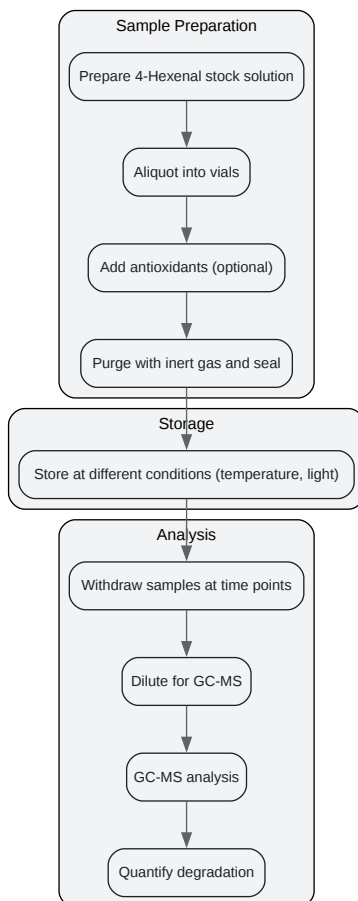 Sample Preparation
Prepare 4-Hexenal stock solution
Aliquot into vials
Add antioxidants (optional)
Purge with inert gas and seal
Storage
Store at different conditions (temperature, light)
Analysis
Withdraw samples at time points
Dilute for GC-MS
GC-MS analysis
Quantify degradation